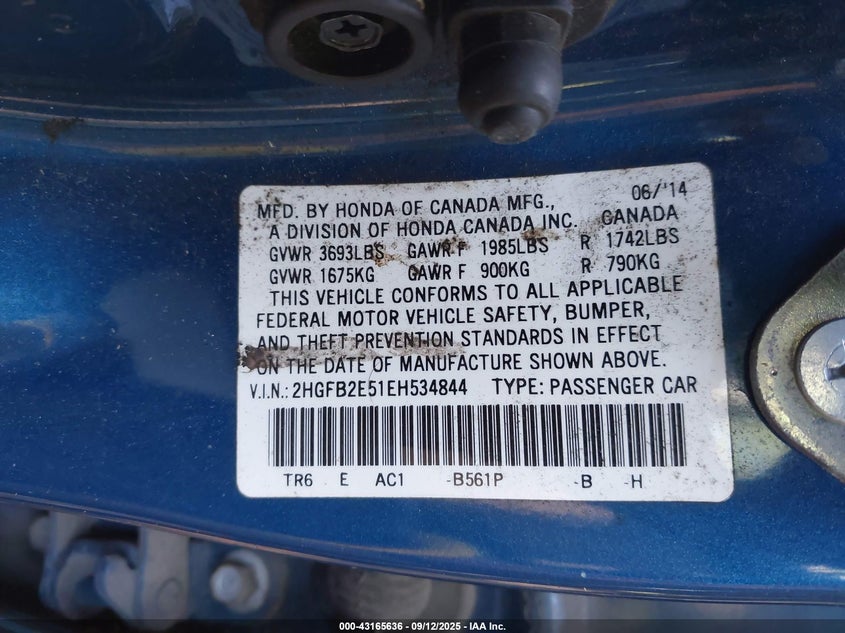 06/'14
MFD. BY HONDA OF CANADA MFG., CANADA
A DIVISION OF HONDA CANADA INC.
GVWR 3693LBS GAWR F 1985LBS R 1742LBS
GVWR 1675KG GAWR F 900KG R 790KG
THIS VEHICLE CONFORMS TO ALL APPLICABLE
FEDERAL MOTOR VEHICLE SAFETY, BUMPER,
AND THEFT PREVENTION STANDARDS IN EFFECT
ON THE DATE OF MANUFACTURE SHOWN ABOVE.
V.I.N.: 2HGFB2E51EH534844 TYPE: PASSENGER CAR
TR6 E AC1 -B561P -B -H
000-43165636 - 09/12/2025 - IAA Inc.